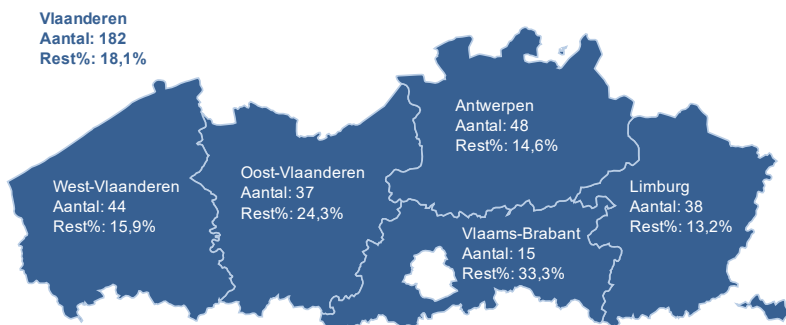 Vlaanderen
Aantal: 182
Rest%: 18,1%
Antwerpen
Aantal: 48
Rest%: 14,6%
West-Vlaanderen
Aantal: 44
Rest%: 15,9%
Oost-Vlaanderen
Aantal: 37
Rest%: 24,3%
Limburg
Aantal: 38
Rest%: 13,2%
Vlaams-Brabant
Aantal: 15
Rest%: 33,3%